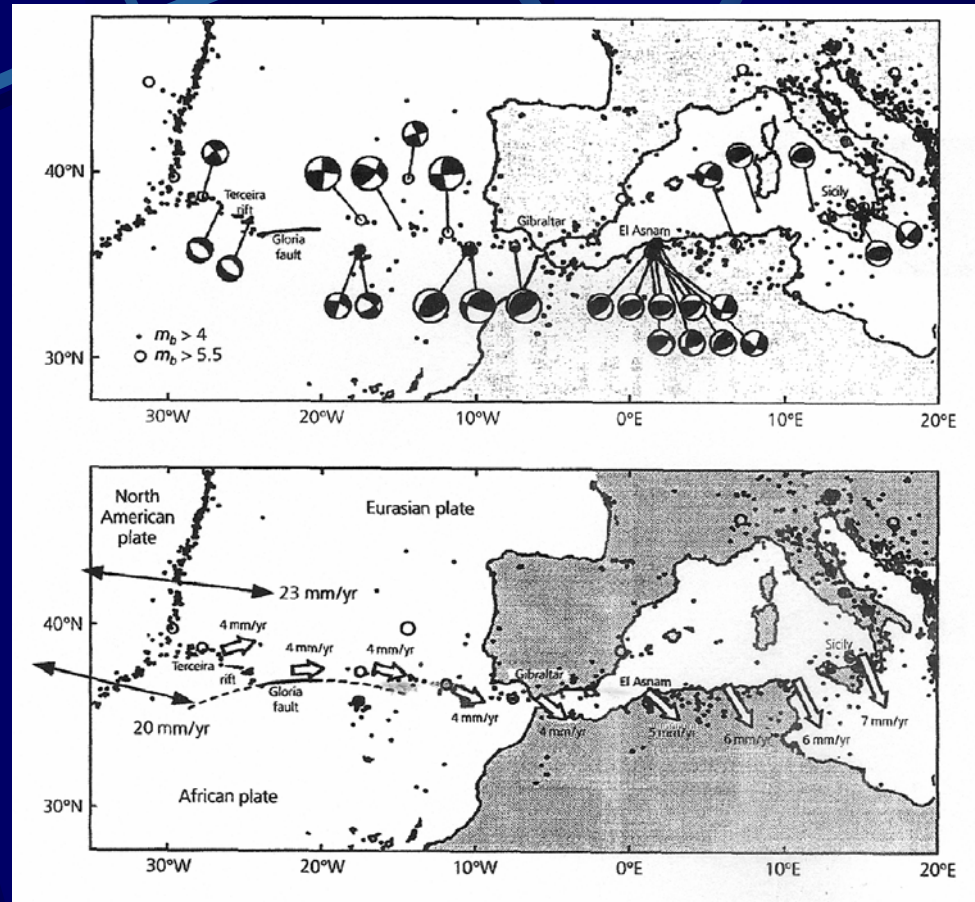 40°N
30°N
Terceira
rift
Gloria
fault
Gibraltar
El Asnam
Sicily
m_b > 4
m_b > 5.5
30°W
20°W
10°W
0°E
10°E
20°E
North
American
plate
Eurasian plate
23 mm/yr
40°N
4 mm/yr
4 mm/yr
4 mm/yr
Terceira
rift
Gloria
fault
Gibraltar
El Asnam
Sicily
20 mm/yr
4 mm/yr
4 mm/yr
5 mm/yr
6 mm/yr
6 mm/yr
7 mm/yr
African plate
30°N
30°W
20°W
10°W
0°E
10°E
20°E